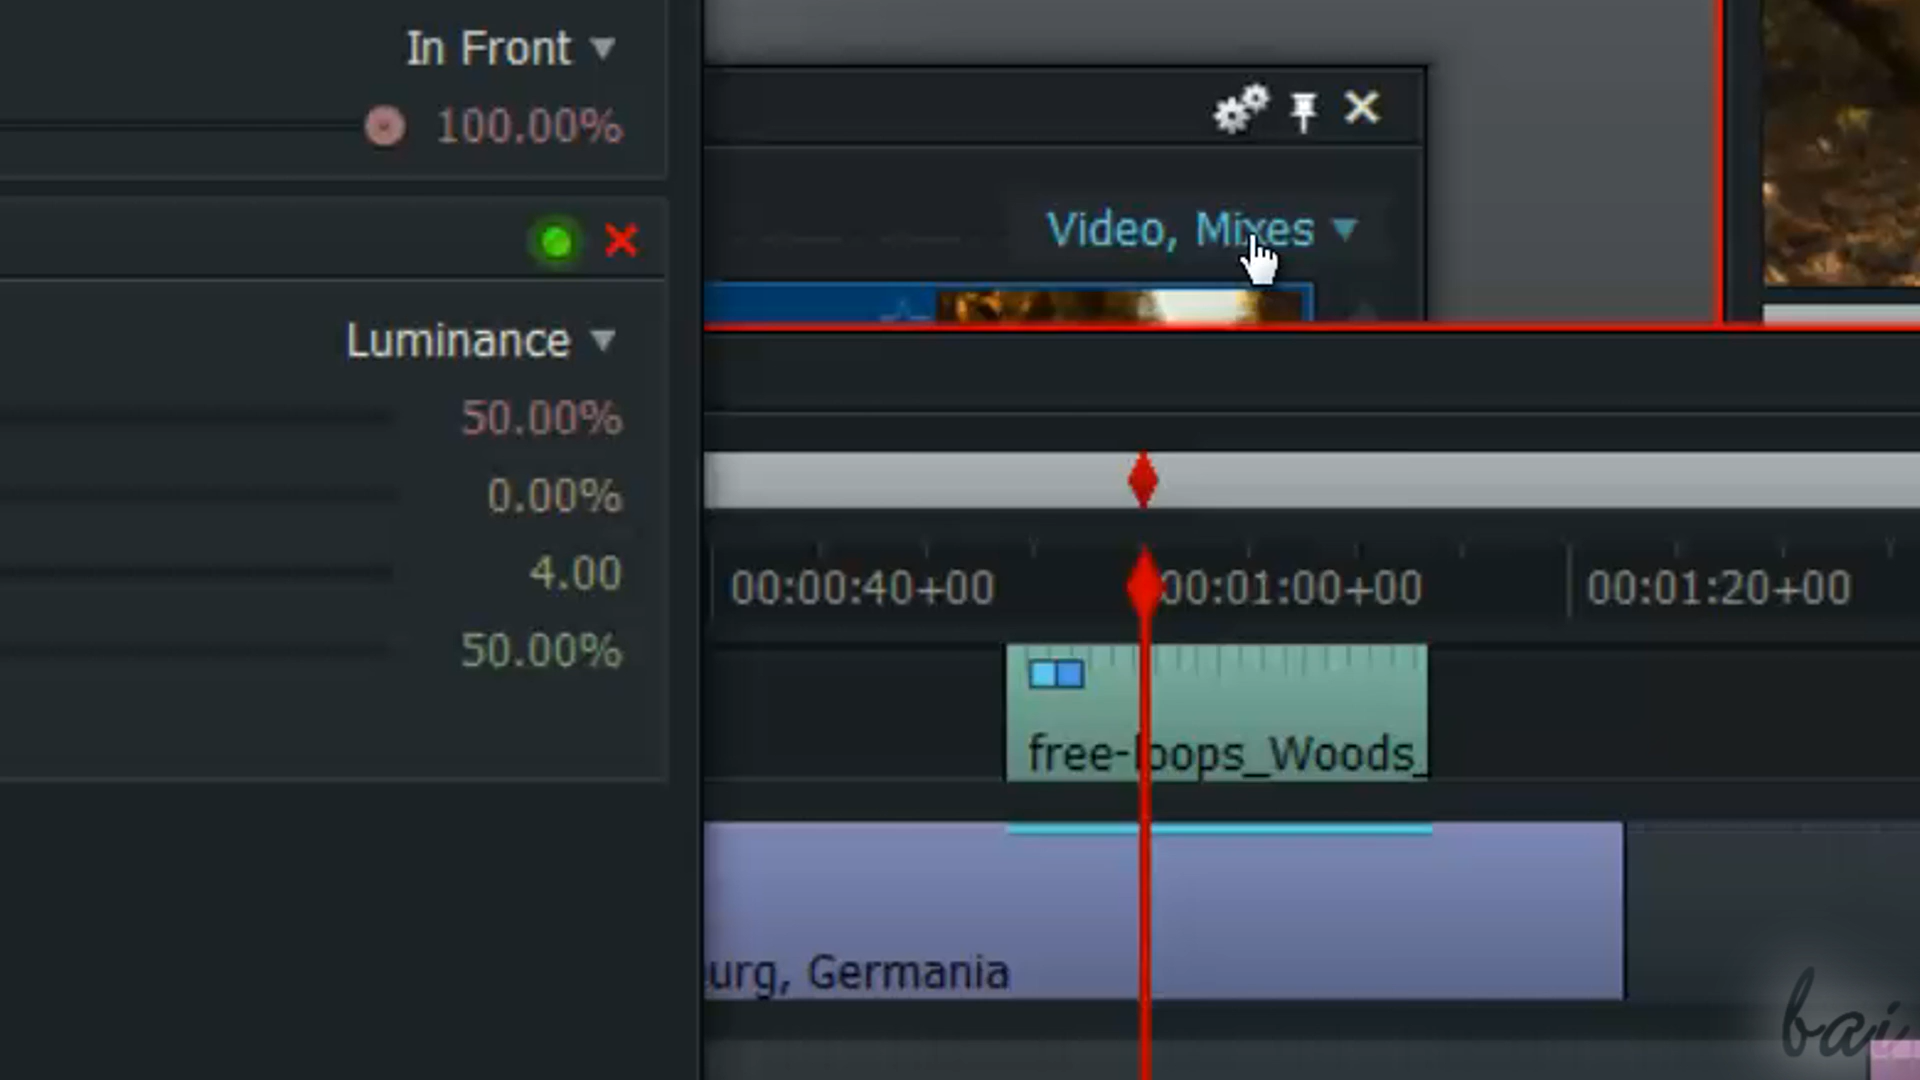 In Front
100.00%
Video, Mixes
Luminance
50.00%
0.00%
4.00
50.00%
00:00:40+00
00:01:00+00
00:01:20+00
free-loops_Woods_
urg, Germania
bai